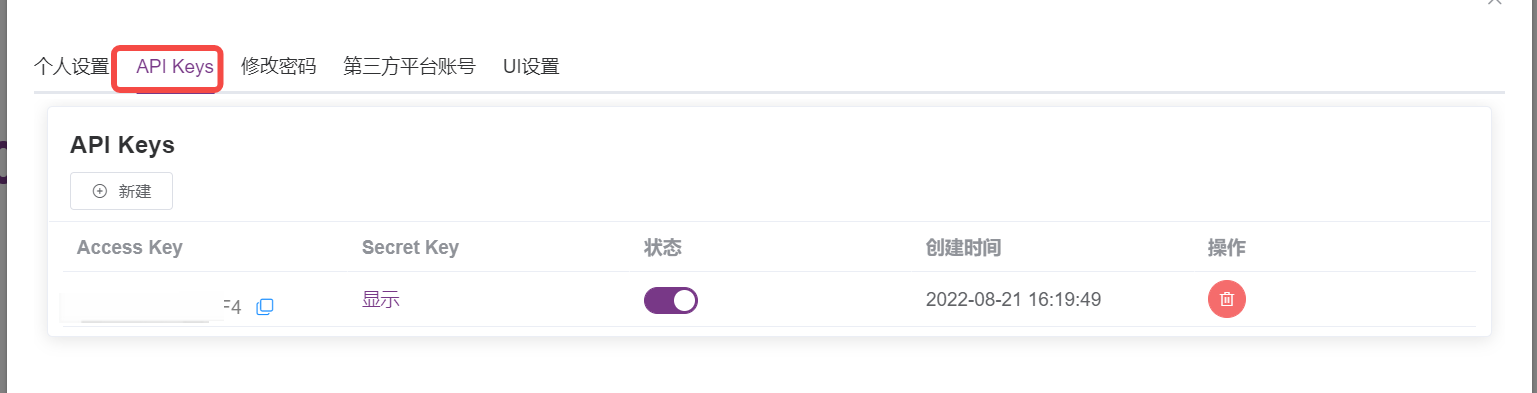 个人设置 API Keys 修改密码 第三方平台账号 UI设置
API Keys
新建
Access Key Secret Key 状态 创建时间 操作
F4 显示 2022-08-21 16:19:49